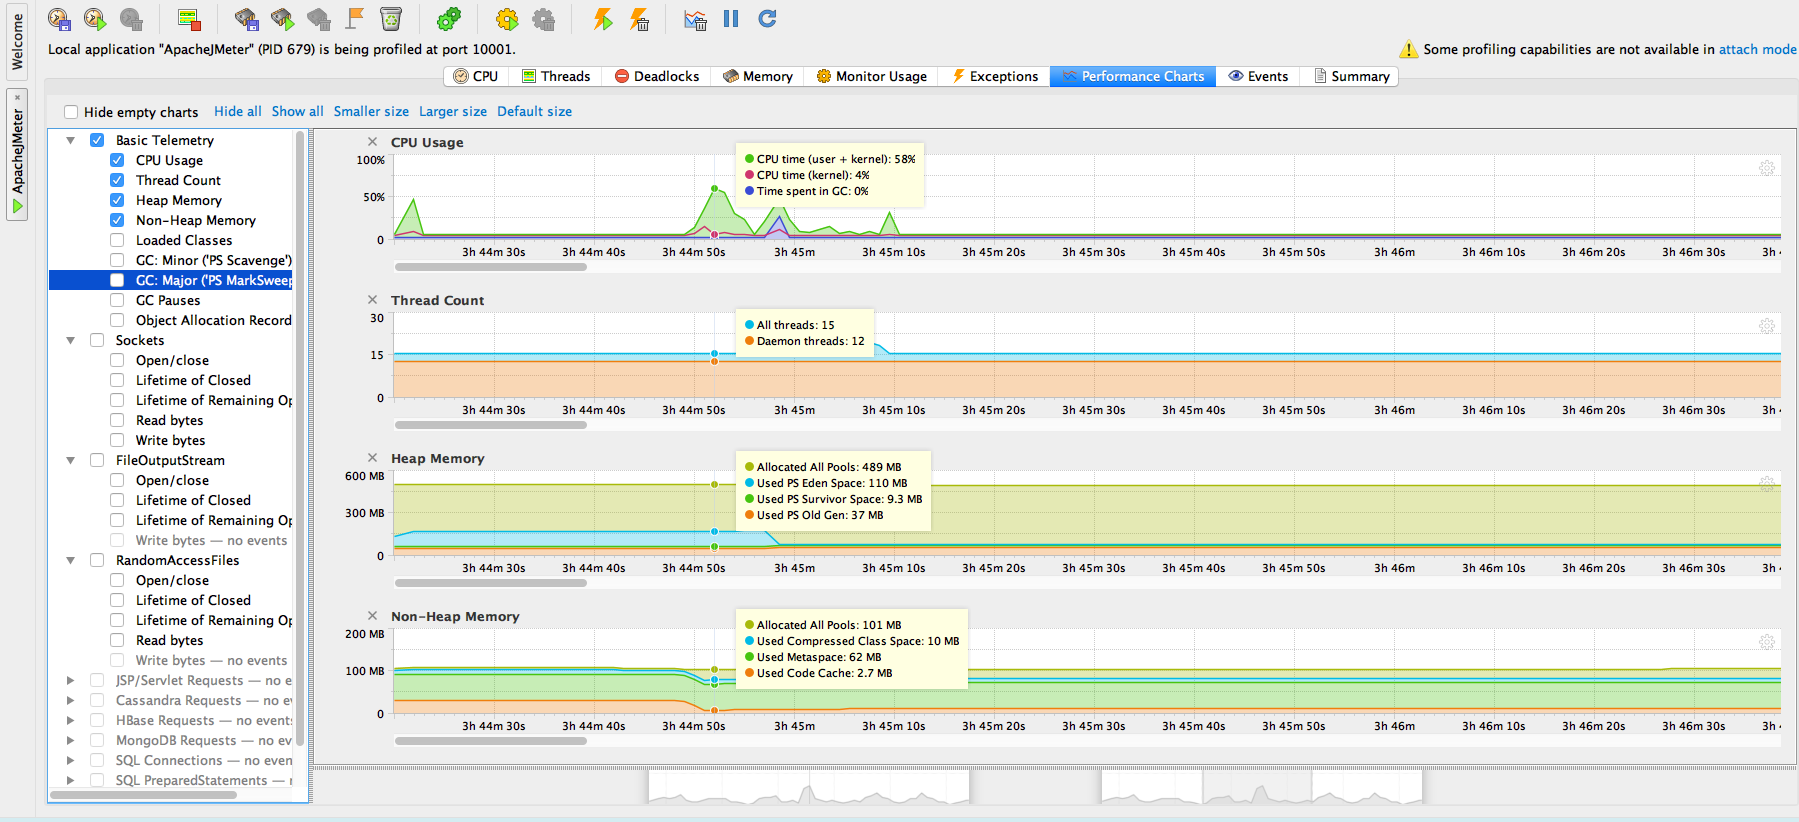 Welcome
ApacheJMeter
Local application "ApacheJMeter" (PID 679) is being profiled at port 10001.
Some profiling capabilities are not available in attach mode
CPU
Threads
Deadlocks
Memory
Monitor Usage
Exceptions
Performance Charts
Events
Summary
Hide empty charts
Hide all
Show all
Smaller size
Larger size
Default size
Basic Telemetry
CPU Usage
Thread Count
Heap Memory
Non-Heap Memory
Loaded Classes
GC: Minor ('PS Scavenge')
GC: Major ('PS MarkSweep
GC Pauses
Object Allocation Record
Sockets
Open/close
Lifetime of Closed
Lifetime of Remaining Op
Read bytes
Write bytes
FileOutputStream
Open/close
Lifetime of Closed
Lifetime of Remaining Op
Write bytes — no events
RandomAccessFiles
Open/close
Lifetime of Closed
Lifetime of Remaining Op
Read bytes
Write bytes — no events
JSP/Servlet Requests — no e
Cassandra Requests — no e
HBase Requests — no event
MongoDB Requests — no ev
SQL Connections — no even
SQL PreparedStatements —
CPU Usage
100%
50%
0
CPU time (user + kernel): 58%
CPU time (kernel): 4%
Time spent in GC: 0%
3h 44m 30s 3h 44m 40s 3h 44m 50s 3h 45m 3h 45m 10s 3h 45m 20s 3h 45m 30s 3h 45m 40s 3h 45m 50s 3h 46m 3h 46m 10s 3h 46m 20s 3h 46m 30s 3h
Thread Count
30
15
0
All threads: 15
Daemon threads: 12
3h 44m 30s 3h 44m 40s 3h 44m 50s 3h 45m 3h 45m 10s 3h 45m 20s 3h 45m 30s 3h 45m 40s 3h 45m 50s 3h 46m 3h 46m 10s 3h 46m 20s 3h 46m 30s 3h
Heap Memory
600 MB
300 MB
0
Allocated All Pools: 489 MB
Used PS Eden Space: 110 MB
Used PS Survivor Space: 9.3 MB
Used PS Old Gen: 37 MB
3h 44m 30s 3h 44m 40s 3h 44m 50s 3h 45m 3h 45m 10s 3h 45m 20s 3h 45m 30s 3h 45m 40s 3h 45m 50s 3h 46m 3h 46m 10s 3h 46m 20s 3h 46m 30s 3h
Non-Heap Memory
200 MB
100 MB
0
Allocated All Pools: 101 MB
Used Compressed Class Space: 10 MB
Used Metaspace: 62 MB
Used Code Cache: 2.7 MB
3h 44m 30s 3h 44m 40s 3h 44m 50s 3h 45m 3h 45m 10s 3h 45m 20s 3h 45m 30s 3h 45m 40s 3h 45m 50s 3h 46m 3h 46m 10s 3h 46m 20s 3h 46m 30s 3h